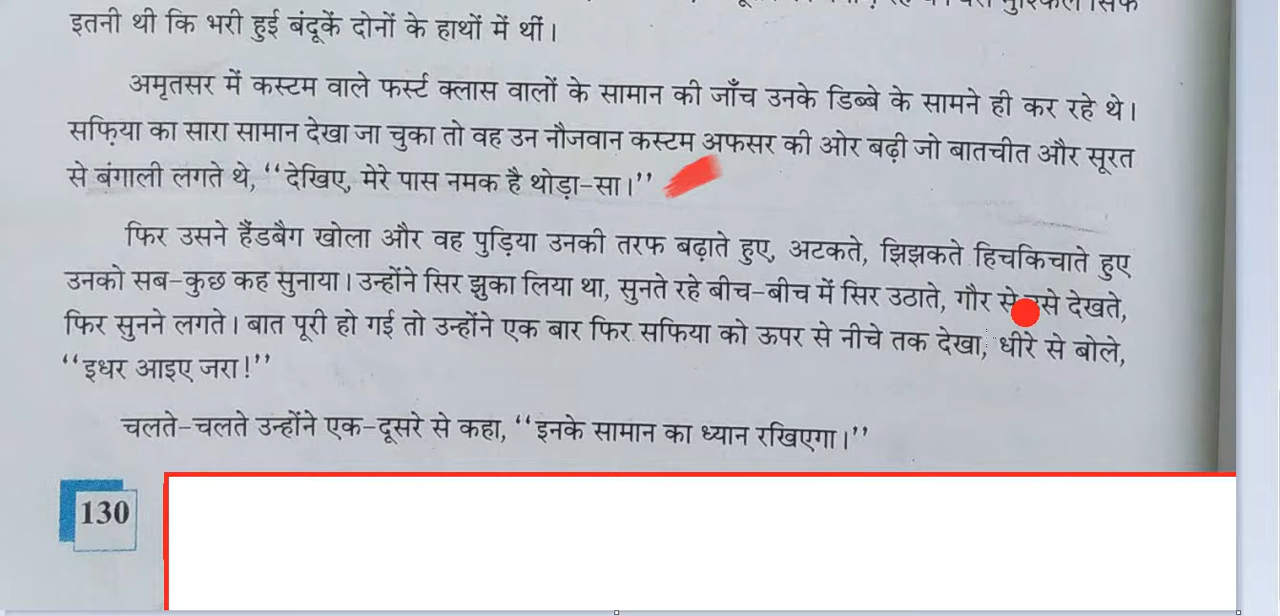 इतनी थी कि भरी हुई बंदूकें दोनों के हाथों में थीं।
अमृतसर में कस्टम वाले फर्स्ट क्लास वालों के सामान की जाँच उनके डिब्बे के सामने ही कर रहे थे।
सफ़िया का सारा सामान देखा जा चुका तो वह उन नौजवान कस्टम अफसर की ओर बढ़ी जो बातचीत और सूरत
से बंगाली लगते थे, ‘‘देखिए, मेरे पास नमक है थोड़ा-सा।’’
फिर उसने हैंडबैग खोला और वह पुड़िया उनकी तरफ बढ़ाते हुए, अटकते, झिझकते हिचकिचाते हुए
उनको सब-कुछ कह सुनाया। उन्होंने सिर झुका लिया था, सुनते रहे बीच-बीच में सिर उठाते, गौर से देखते,
फिर सुनने लगते। बात पूरी हो गई तो उन्होंने एक बार फिर सफिया को ऊपर से नीचे तक देखा, धीरे से बोले,
‘‘इधर आइए जरा!’’
चलते-चलते उन्होंने एक-दूसरे से कहा, ‘‘इनके सामान का ध्यान रखिएगा।’’
130